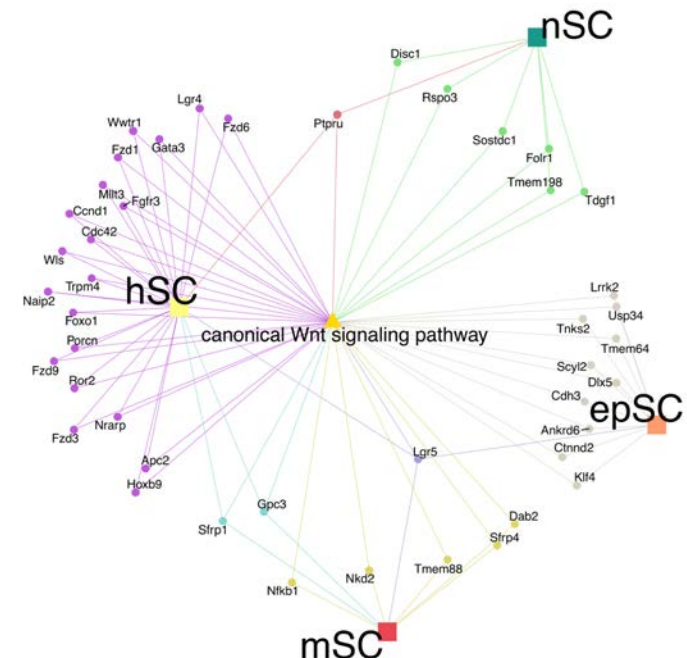 nSC
Disc1
Rspo3
Lgr4
Fzd6
Ptpru
Wwtr1
Gata3
Fzd1
Sostdc1
Folr1
Tmem198
Tdgf1
Mllt3
Fgfr3
Ccnd1
Cdc42
Wls
Trpm4
Naip2
hSC
Foxo1
Porcn
Fzd9
Ror2
canonical Wnt signaling pathway
Lrrk2
Usp34
Tnks2
Tmem64
Scyl2
Dlx5
Cdh3
epSC
Ankrd6
Ctnnd2
Klf4
Fzd3
Nrarp
Apc2
Hoxb9
Lgr5
Gpc3
Sfrp1
Dab2
Sfrp4
Tmem88
Nkd2
Nfkb1
mSC